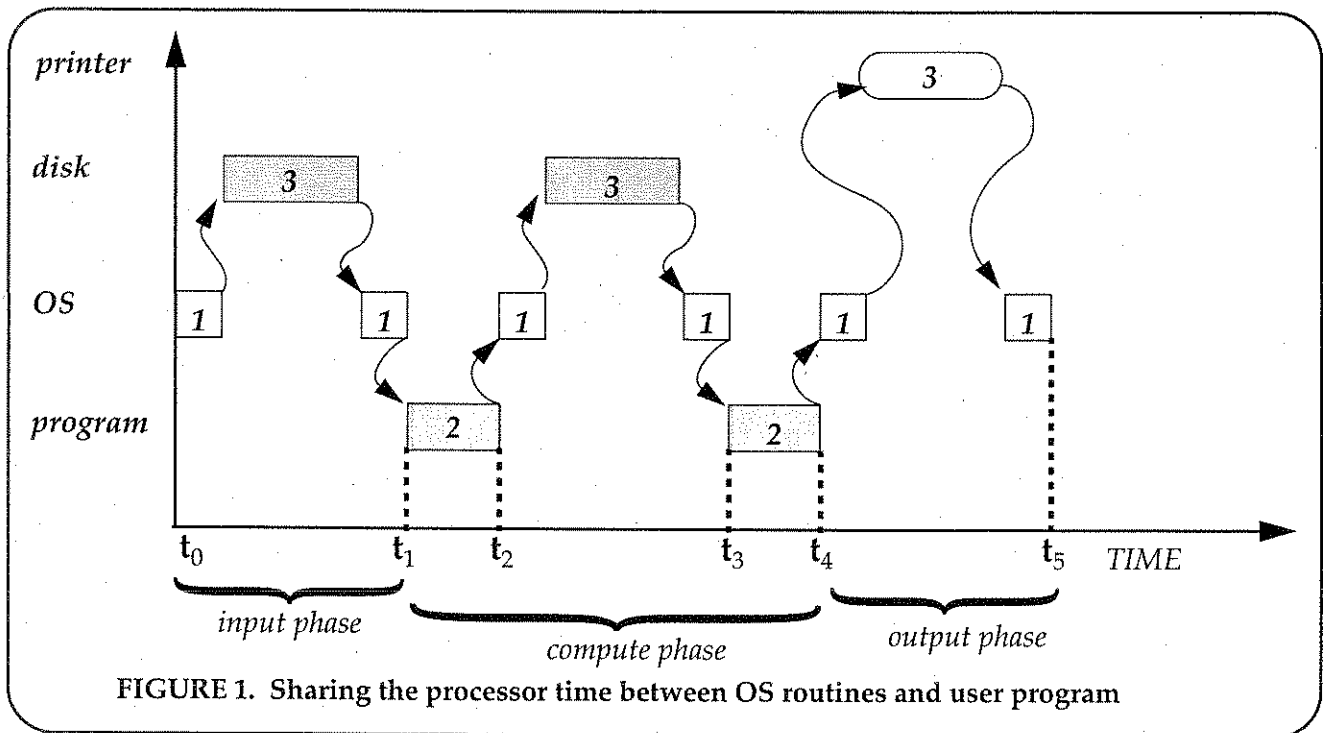 printer
3
disk
3
3
OS
1
1
1
1
1
1
program
2
2
t0
t1
t2
t3
t4
t5
TIME
input phase
compute phase
output phase
FIGURE 1. Sharing the processor time between OS routines and user program